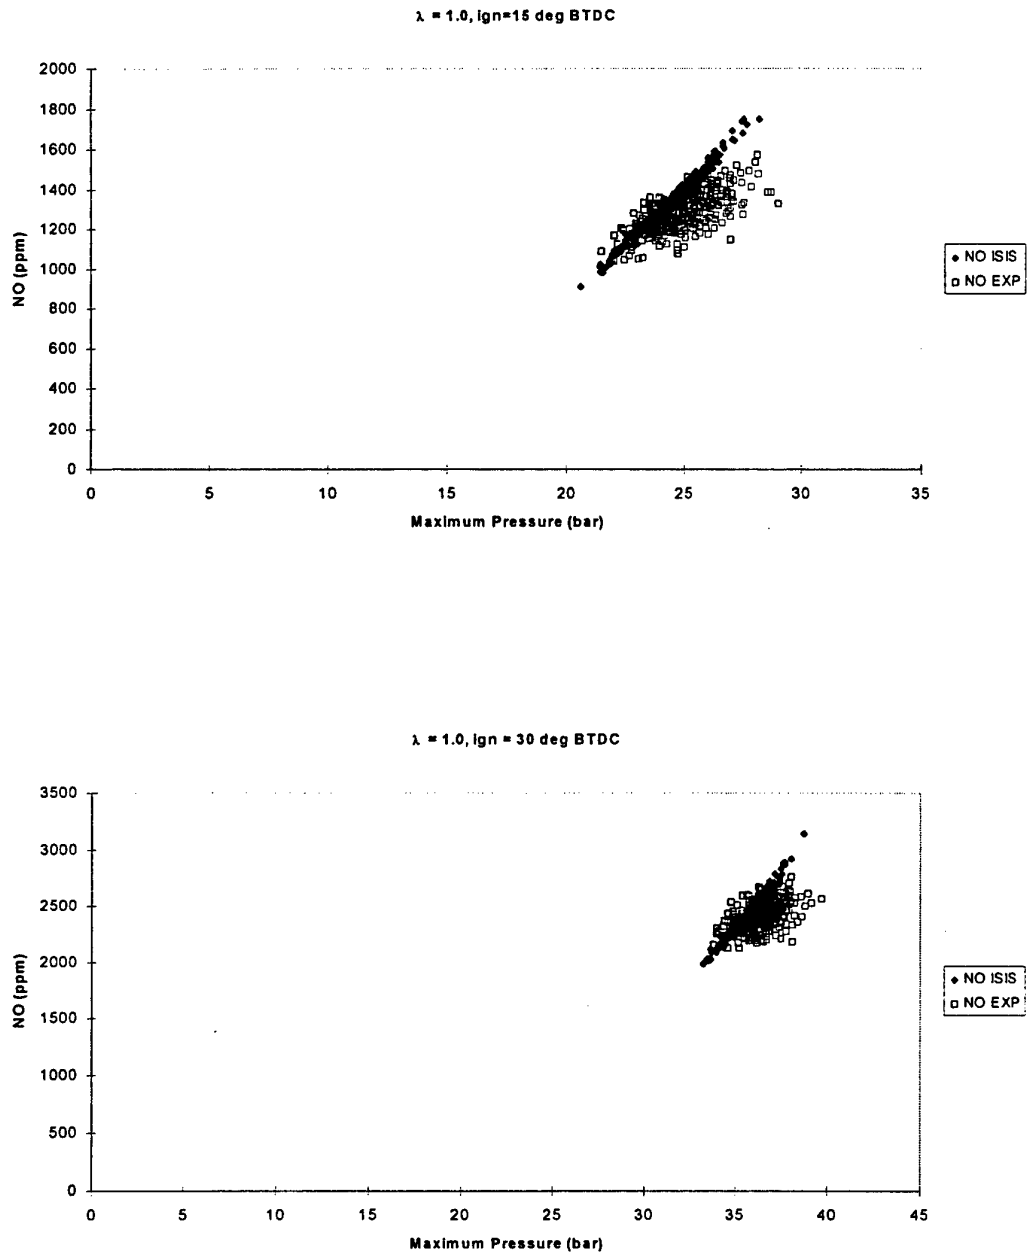 λ = 1.0, ign=15 deg BTDC
2000
1800
1600
1400
1200
1000
800
600
400
200
0
NO (ppm)
0 5 10 15 20 25 30 35
Maximum Pressure (bar)
NO ISIS
NO EXP
λ = 1.0, ign = 30 deg BTDC
3500
3000
2500
2000
1500
1000
500
0
NO (ppm)
0 5 10 15 20 25 30 35 40 45
Maximum Pressure (bar)
NO ISIS
NO EXP